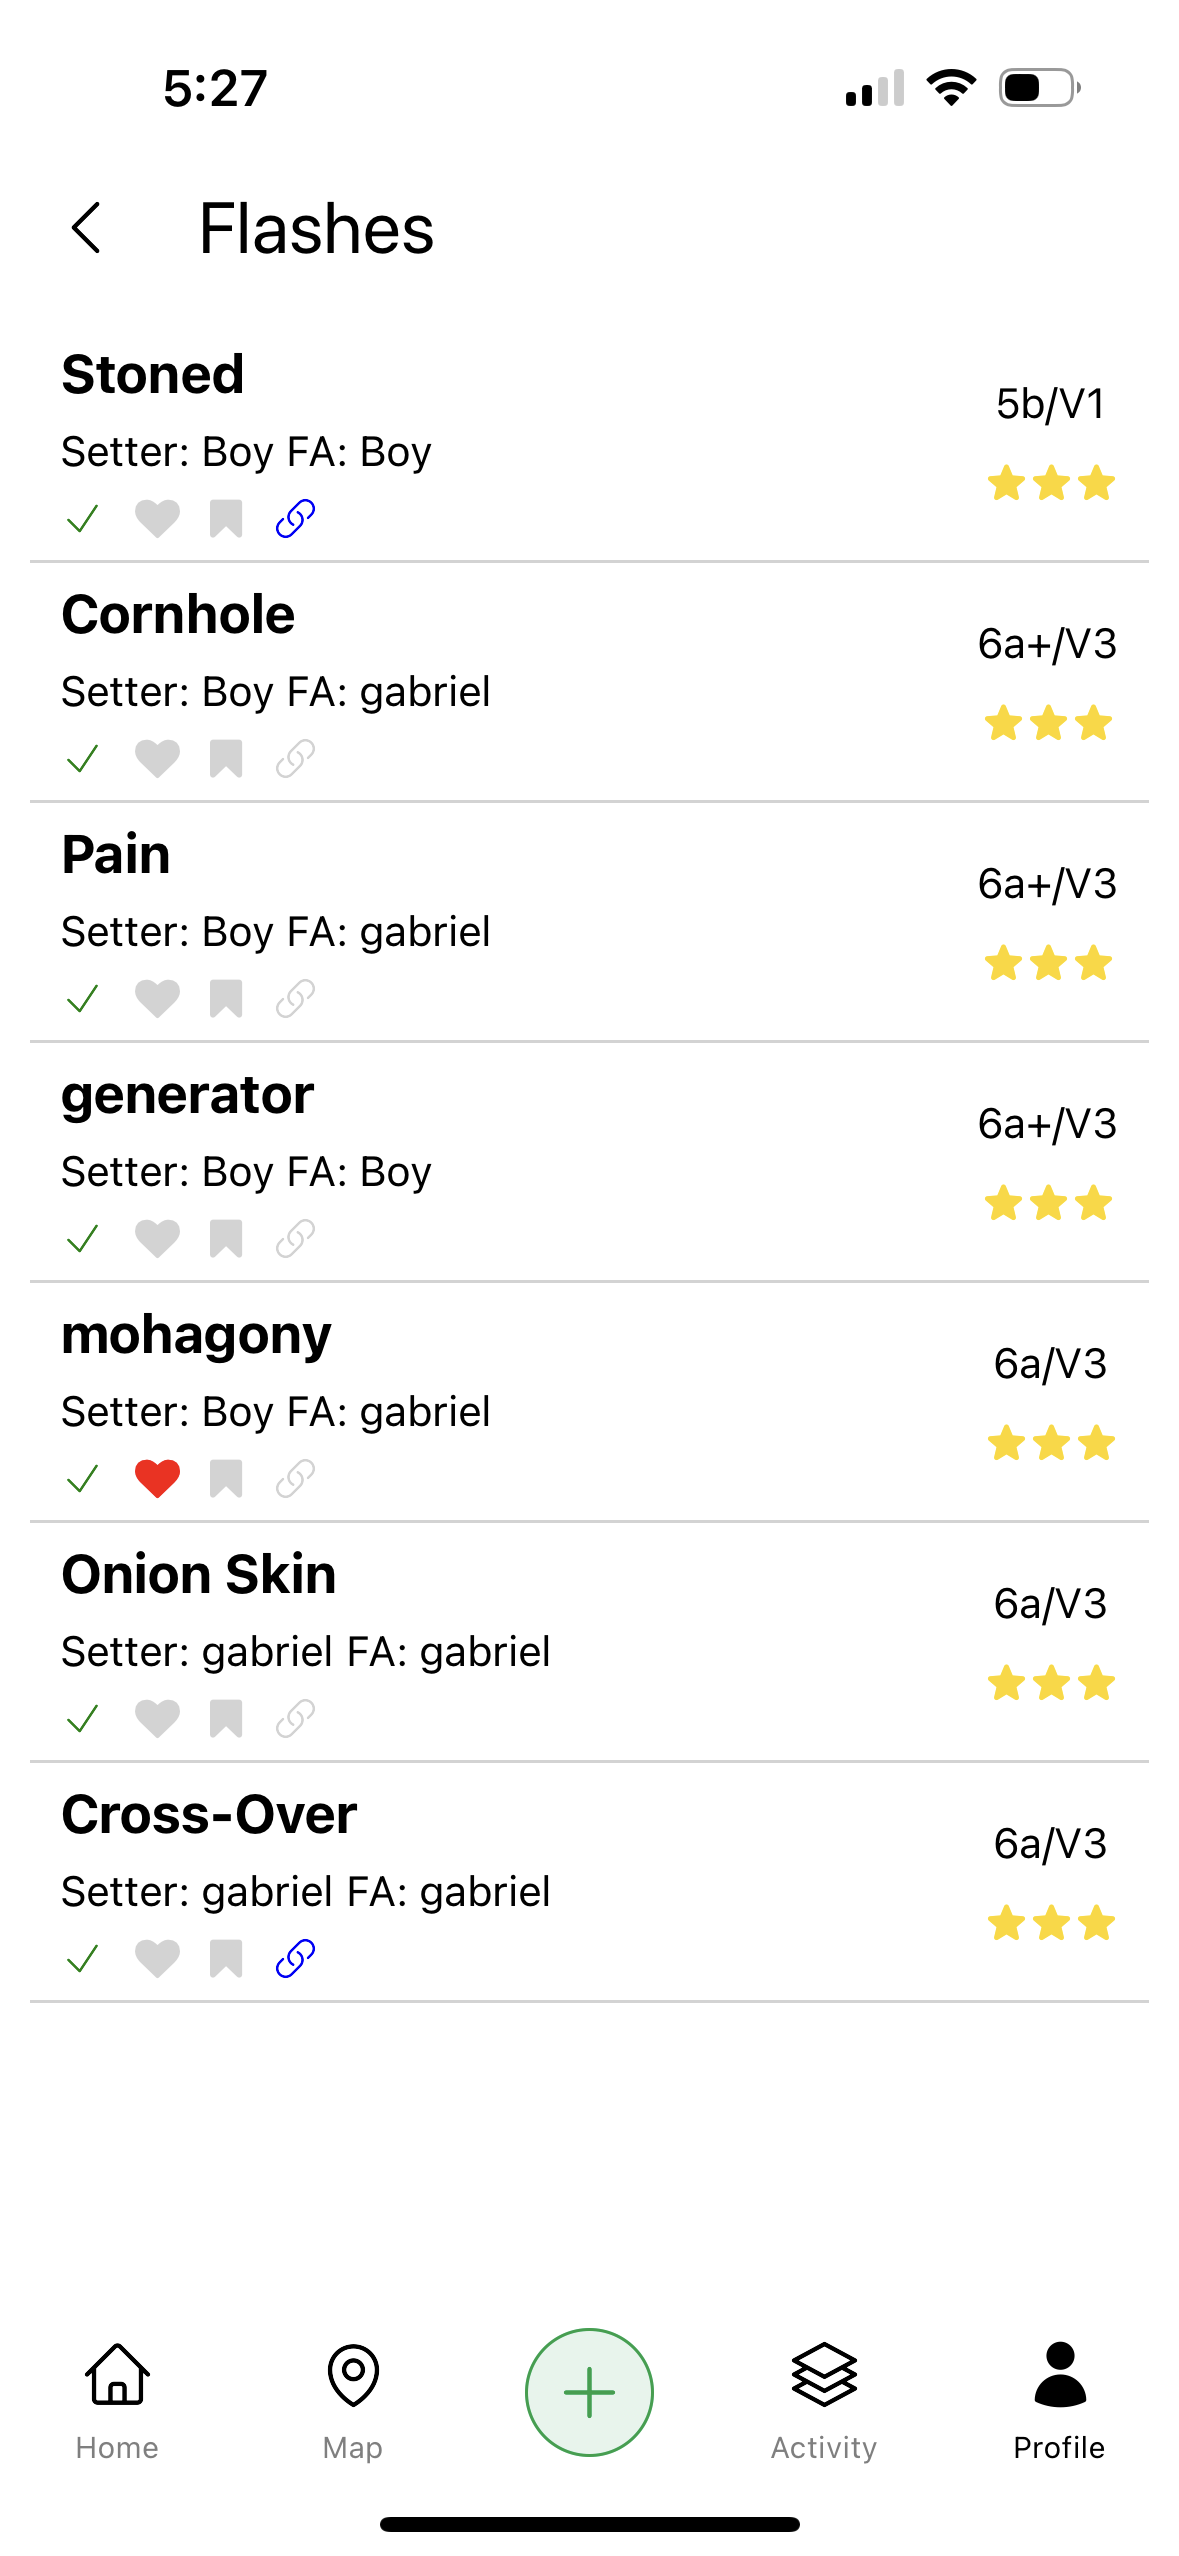 5:27
Flashes
Stoned
5b/V1
Setter: Boy FA: Boy
Cornhole
6a+/V3
Setter: Boy FA: gabriel
Pain
6a+/V3
Setter: Boy FA: gabriel
generator
6a+/V3
Setter: Boy FA: Boy
mohagony
6a/V3
Setter: Boy FA: gabriel
Onion Skin
6a/V3
Setter: gabriel FA: gabriel
Cross-Over
6a/V3
Setter: gabriel FA: gabriel
Home Map Activity Profile